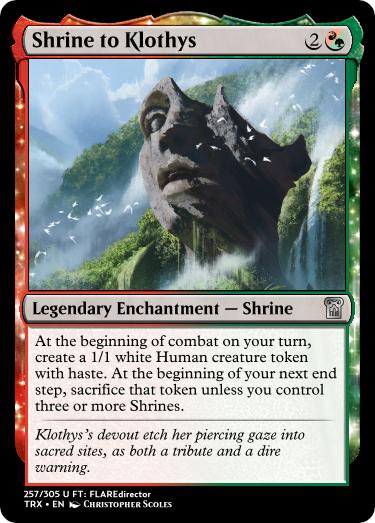 Shrine to Klothys 2
Legendary Enchantment — Shrine
At the beginning of combat on your turn,
create a 1/1 white Human creature token
with haste. At the beginning of your next end
step, sacrifice that token unless you control
three or more Shrines.
Klothys’s devout etch her piercing gaze into
sacred sites, as both a tribute and a dire
warning.
257/305 U FT: FLAREdirector
TRX • EN Christopher Scoles